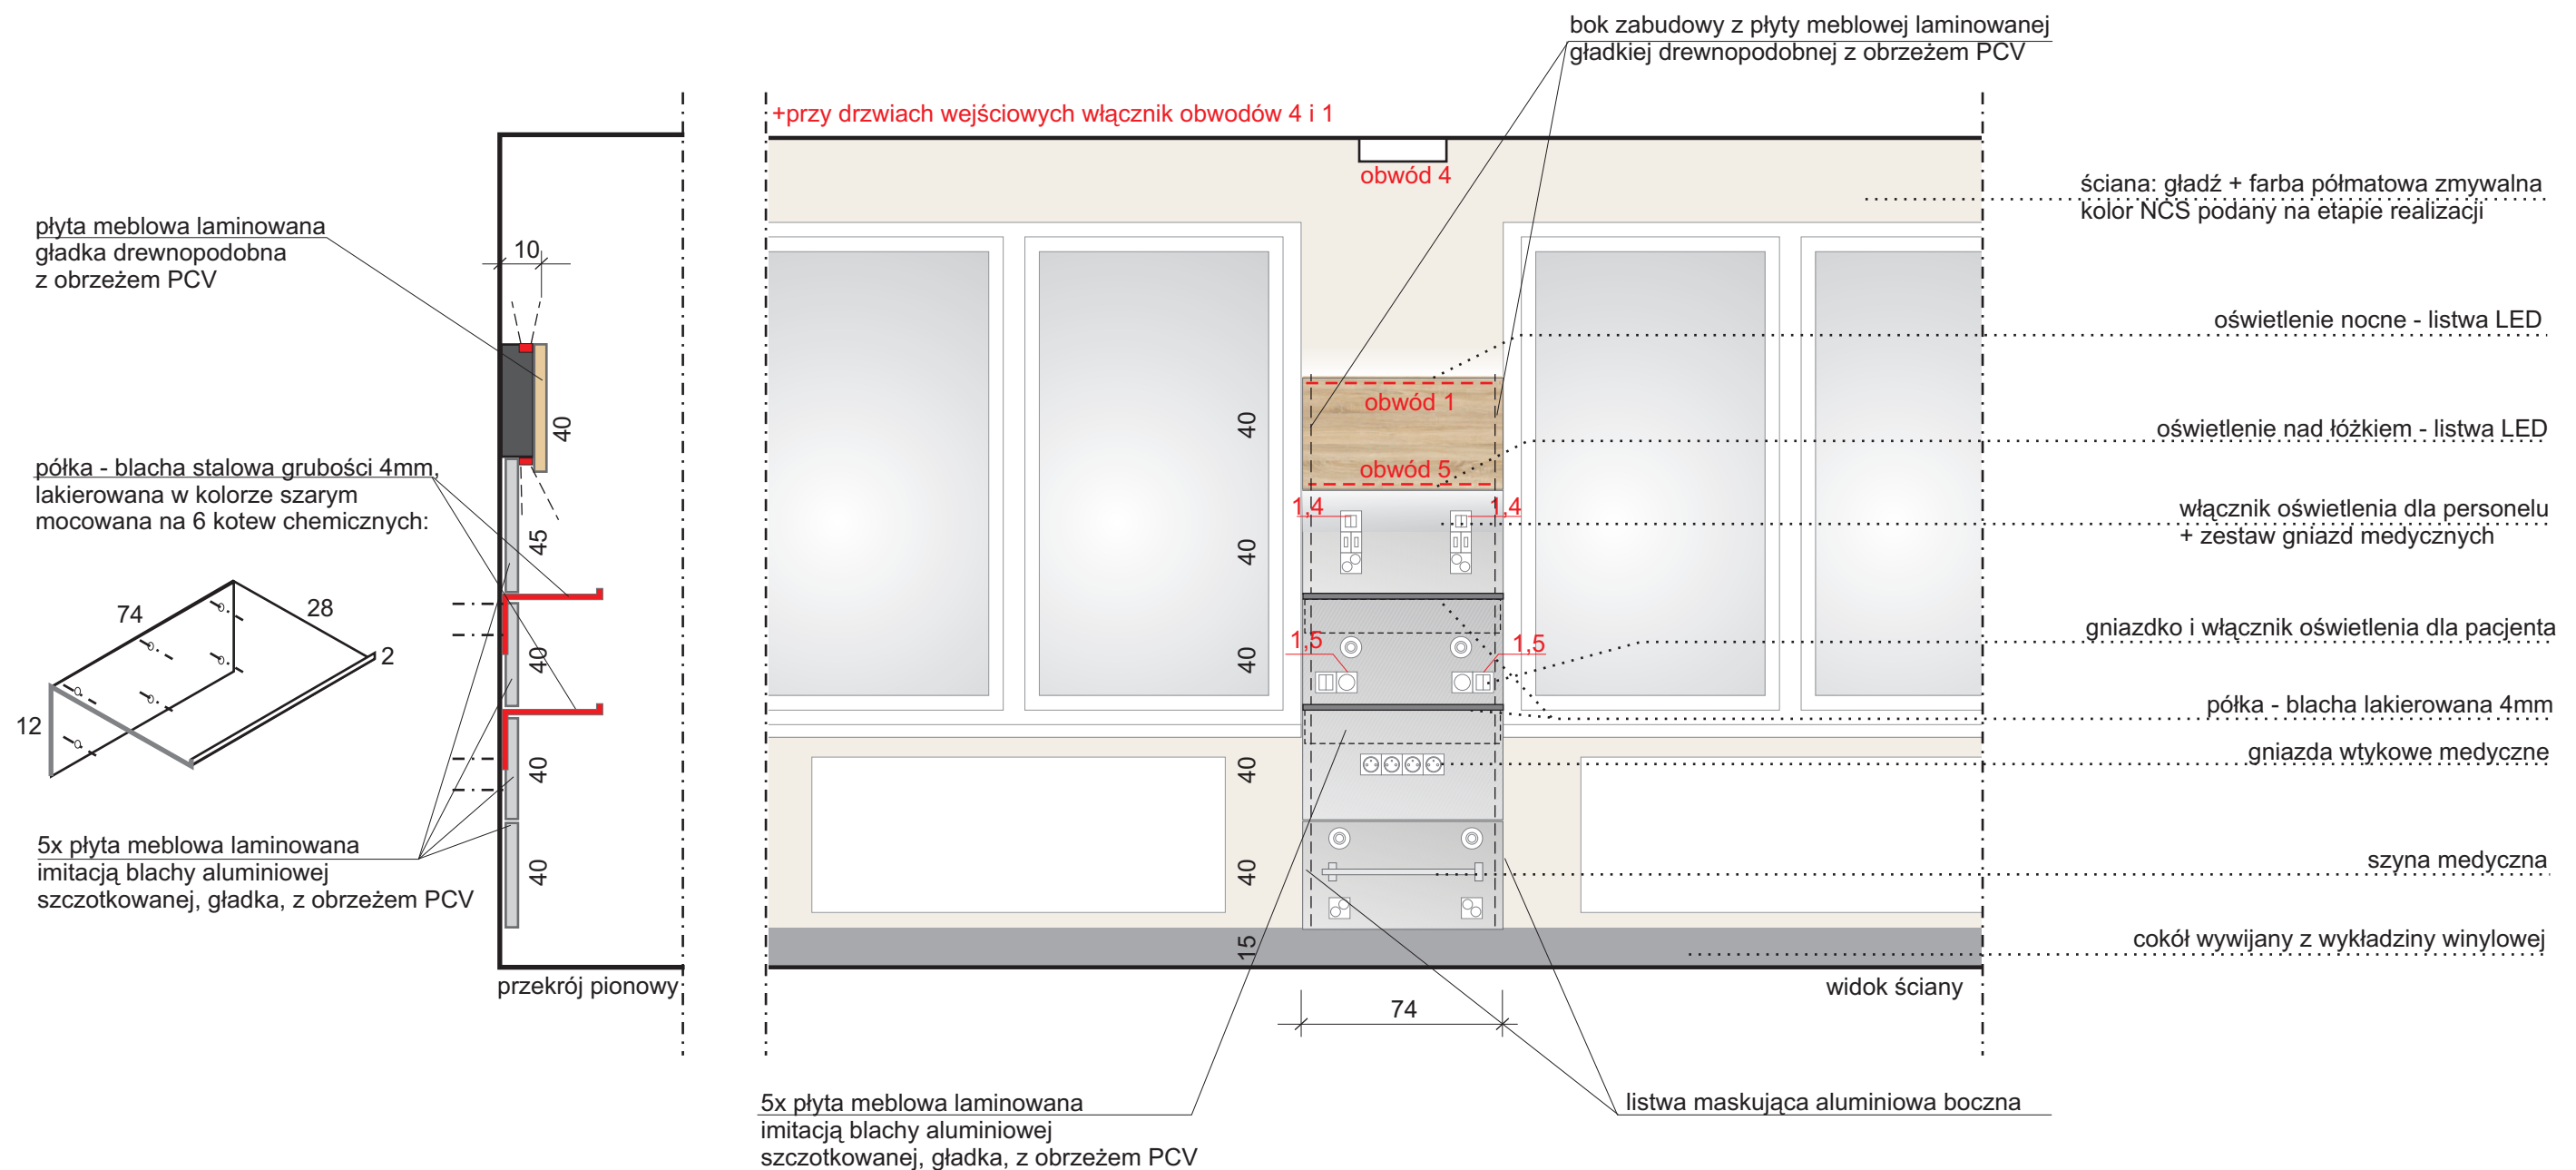 bok zabudowy z płyty meblowej laminowanej
gładkiej drewnopodobnej z obrzeżem PCV
+przy drzwiach wejściowych włącznik obwodów 4 i 1
obwód 4
ściana: gładź + farba półmatowa zmywalna
kolor NCS podany na etapie realizacji
płyta meblowa laminowana
gładka drewnopodobna
z obrzeżem PCV
10
oświetlenie nocne - listwa LED
obwód 1
40
40
oświetlenie nad łóżkiem - listwa LED
obwód 5
półka - blacha stalowa grubości 4mm,
lakierowana w kolorze szarym
mocowana na 6 kotew chemicznych:
1,4
1,4
włącznik oświetlenia dla personelu
+ zestaw gniazd medycznych
45
40
74
28
2
12
1,5
1,5
gniazdko i włącznik oświetlenia dla pacjenta
40
40
półka - blacha lakierowana 4mm
gniazda wtykowe medyczne
40
40
5x płyta meblowa laminowana
imitacją blachy aluminiowej
szczotkowanej, gładka, z obrzeżem PCV
40
40
szyna medyczna
15
cokół wywijany z wykładziny winylowej
przekrój pionowy
widok ściany
74
5x płyta meblowa laminowana
imitacją blachy aluminiowej
szczotkowanej, gładka, z obrzeżem PCV
listwa maskująca aluminiowa boczna